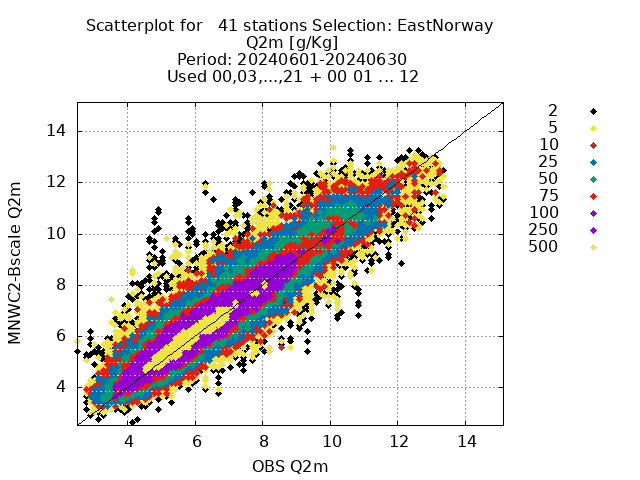 Scatterplot for   41 stations Selection: EastNorway
Q2m [g/Kg]
Period: 20240601-20240630
Used 00,03,...,21 + 00 01 ... 12
2
5
10
25
50
75
100
250
500
MNWC2-Bscale Q2m
14
12
10
8
6
4
4 6 8 10 12 14
OBS Q2m